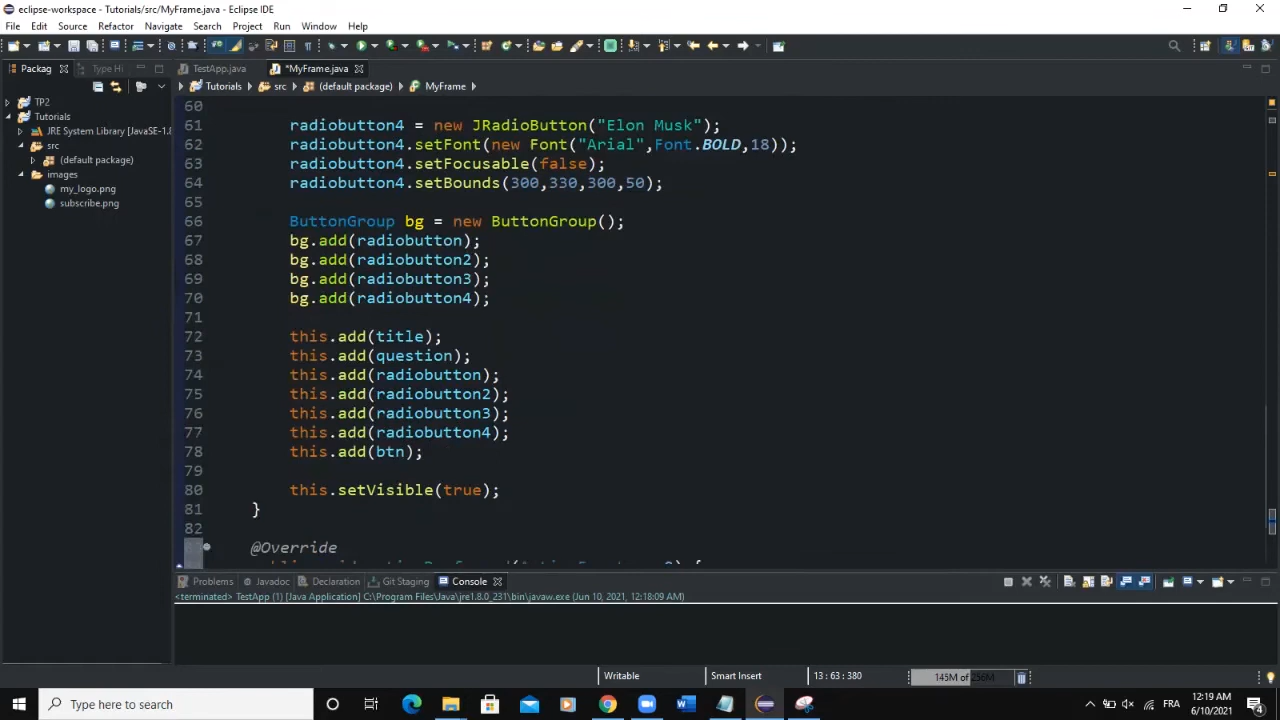 eclipse-workspace - Tutorials/src/MyFrame.java - Eclipse IDE
File Edit Source Refactor Navigate Search Project Run Window Help
Packag Type Hi
TestApp.java *MyFrame.java
Tutorials src (default package) MyFrame
TP2
Tutorials
JRE System Library [JavaSE-1.
src
(default package)
images
my_logo.png
subscribe.png
60
61 radiobutton4 = new JRadioButton("Elon Musk");
62 radiobutton4.setFont(new Font("Arial",Font.BOLD,18));
63 radiobutton4.setFocusable(false);
64 radiobutton4.setBounds(300,330,300,50);
65
66 ButtonGroup bg = new ButtonGroup();
67 bg.add(radiobutton);
68 bg.add(radiobutton2);
69 bg.add(radiobutton3);
70 bg.add(radiobutton4);
71
72 this.add(title);
73 this.add(question);
74 this.add(radiobutton);
75 this.add(radiobutton2);
76 this.add(radiobutton3);
77 this.add(radiobutton4);
78 this.add(btn);
79
80 this.setVisible(true);
81 }
82
@Override
Problems Javadoc Declaration Git Staging Console
<terminated> TestApp (1) [Java Application] C:\Program Files\Java\jre1.8.0_231\bin\javaw.exe (Jun 10, 2021, 12:18:09 AM)
Writable Smart Insert 13 : 63 : 380 145M of 256M
Type here to search
FRA
12:19 AM
6/10/2021
4